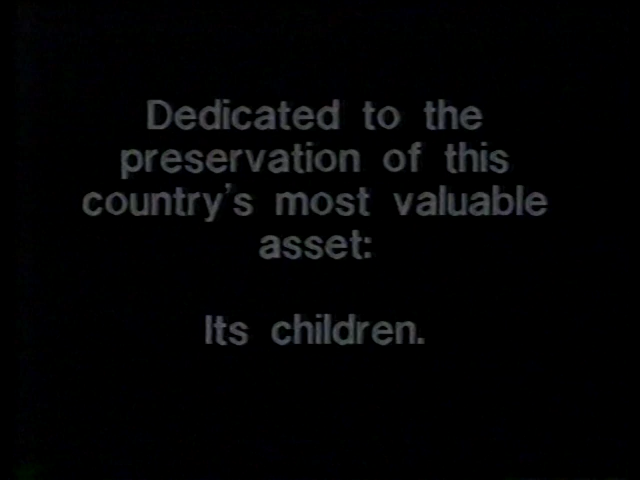 Dedicated to the
preservation of this
country's most valuable
asset:
Its children.